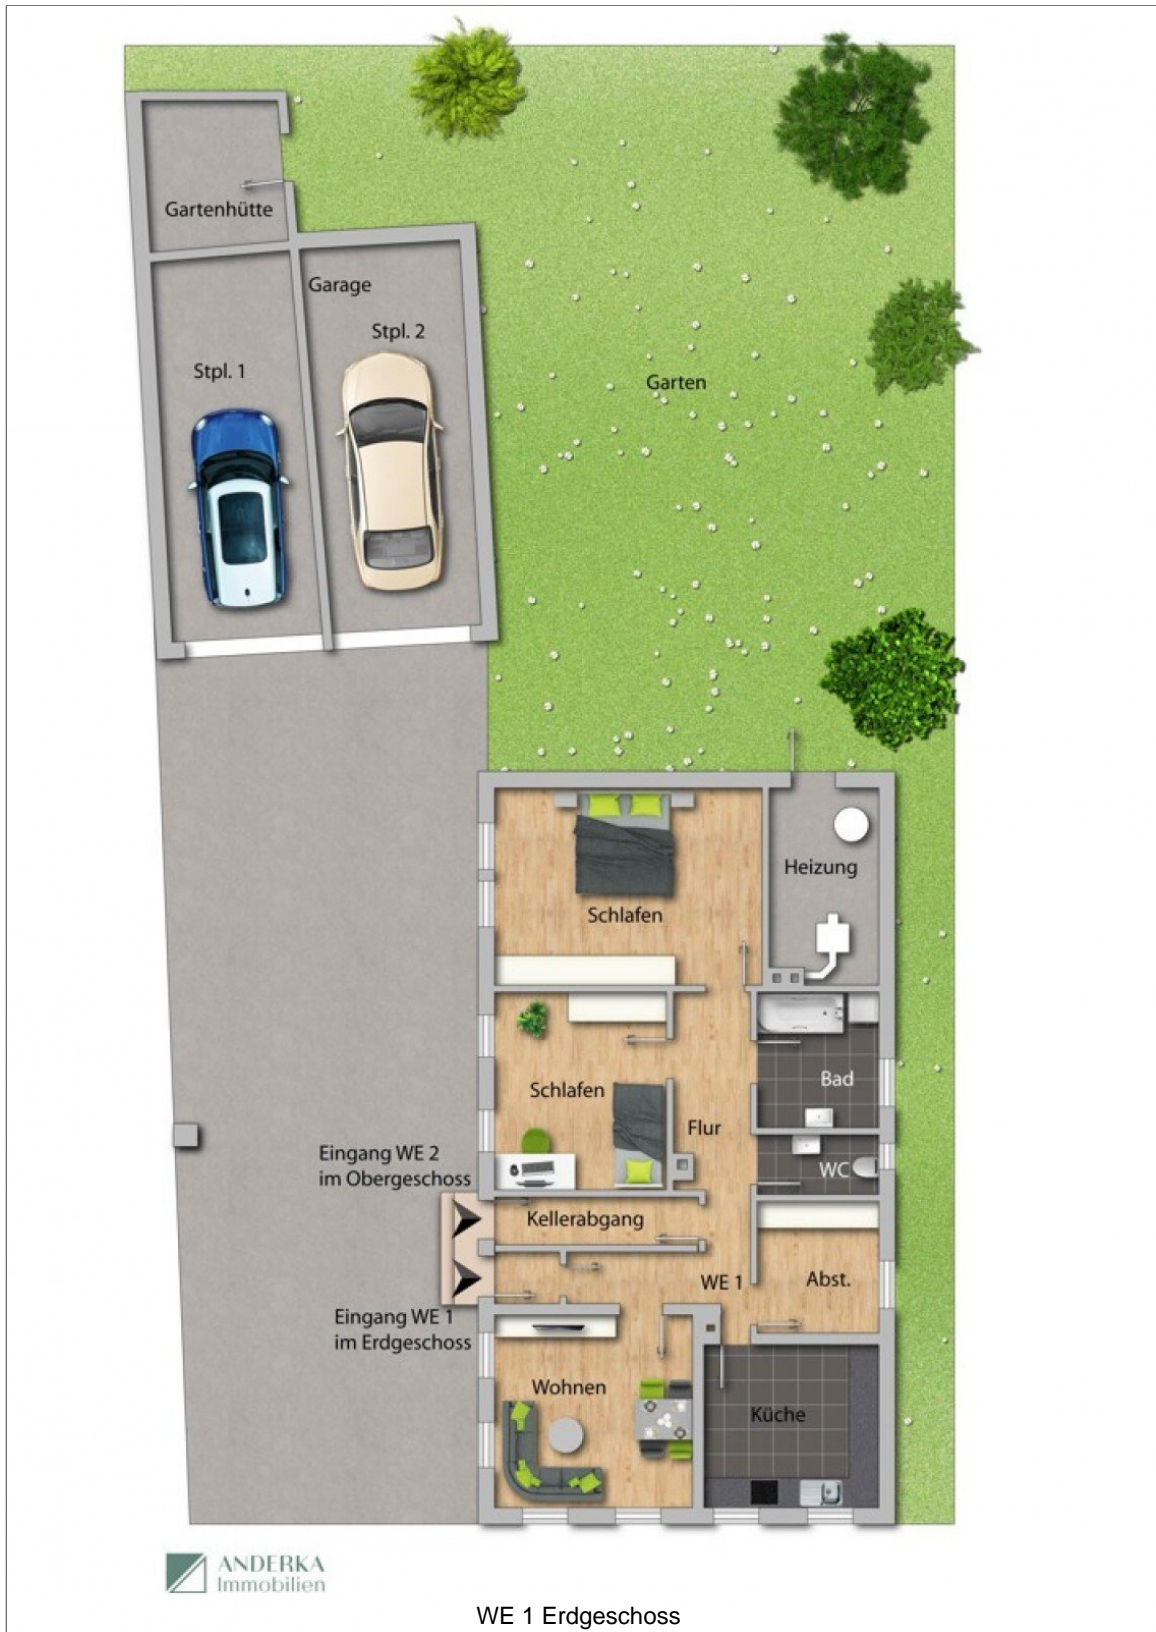 Gartenhütte
Garage
Stpl. 2
Stpl. 1
Garten
Heizung
Schlafen
Bad
Schlafen
Flur
Eingang WE 2
im Obergeschoss
WC
Kellerabgang
WE 1
Abst.
Eingang WE 1
im Erdgeschoss
Wohnen
Küche
ANDERKA
Immobilien
WE 1 Erdgeschoss